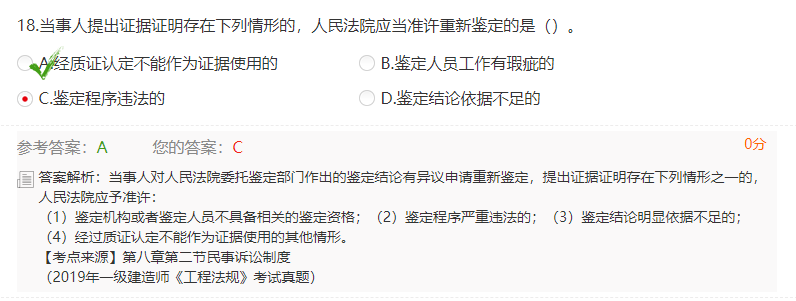 18.当事人提出证据证明存在下列情形的，人民法院应当准许重新鉴定的是（）。
A.经质证认定不能作为证据使用的
B.鉴定人员工作有瑕疵的
C.鉴定程序违法的
D.鉴定结论依据不足的
参考答案：A 您的答案：C 0分
答案解析：当事人对人民法院委托鉴定部门作出的鉴定结论有异议申请重新鉴定，提出证据证明存在下列情形之一的，
人民法院应予准许：
（1）鉴定机构或者鉴定人员不具备相关的鉴定资格；（2）鉴定程序严重违法的；（3）鉴定结论明显依据不足的；
（4）经过质证认定不能作为证据使用的其他情形。
【考点来源】第八章第二节民事诉讼制度
（2019年一级建造师《工程法规》考试真题）